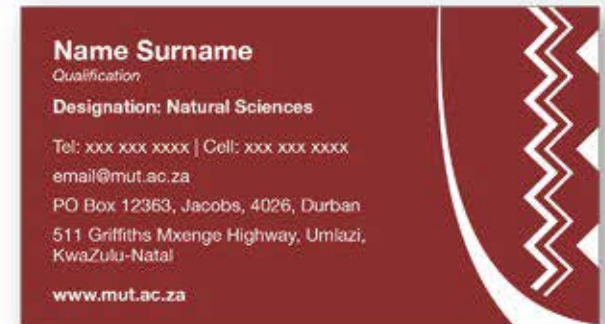 Name Surname
Qualification
Designation: Natural Sciences
Tel: xxx xxx xxxx | Cell: xxx xxx xxxx
email@mut.ac.za
PO Box 12363, Jacobs, 4026, Durban
511 Griffiths Mxenge Highway, Umlazi,
KwaZulu-Natal
www.mut.ac.za